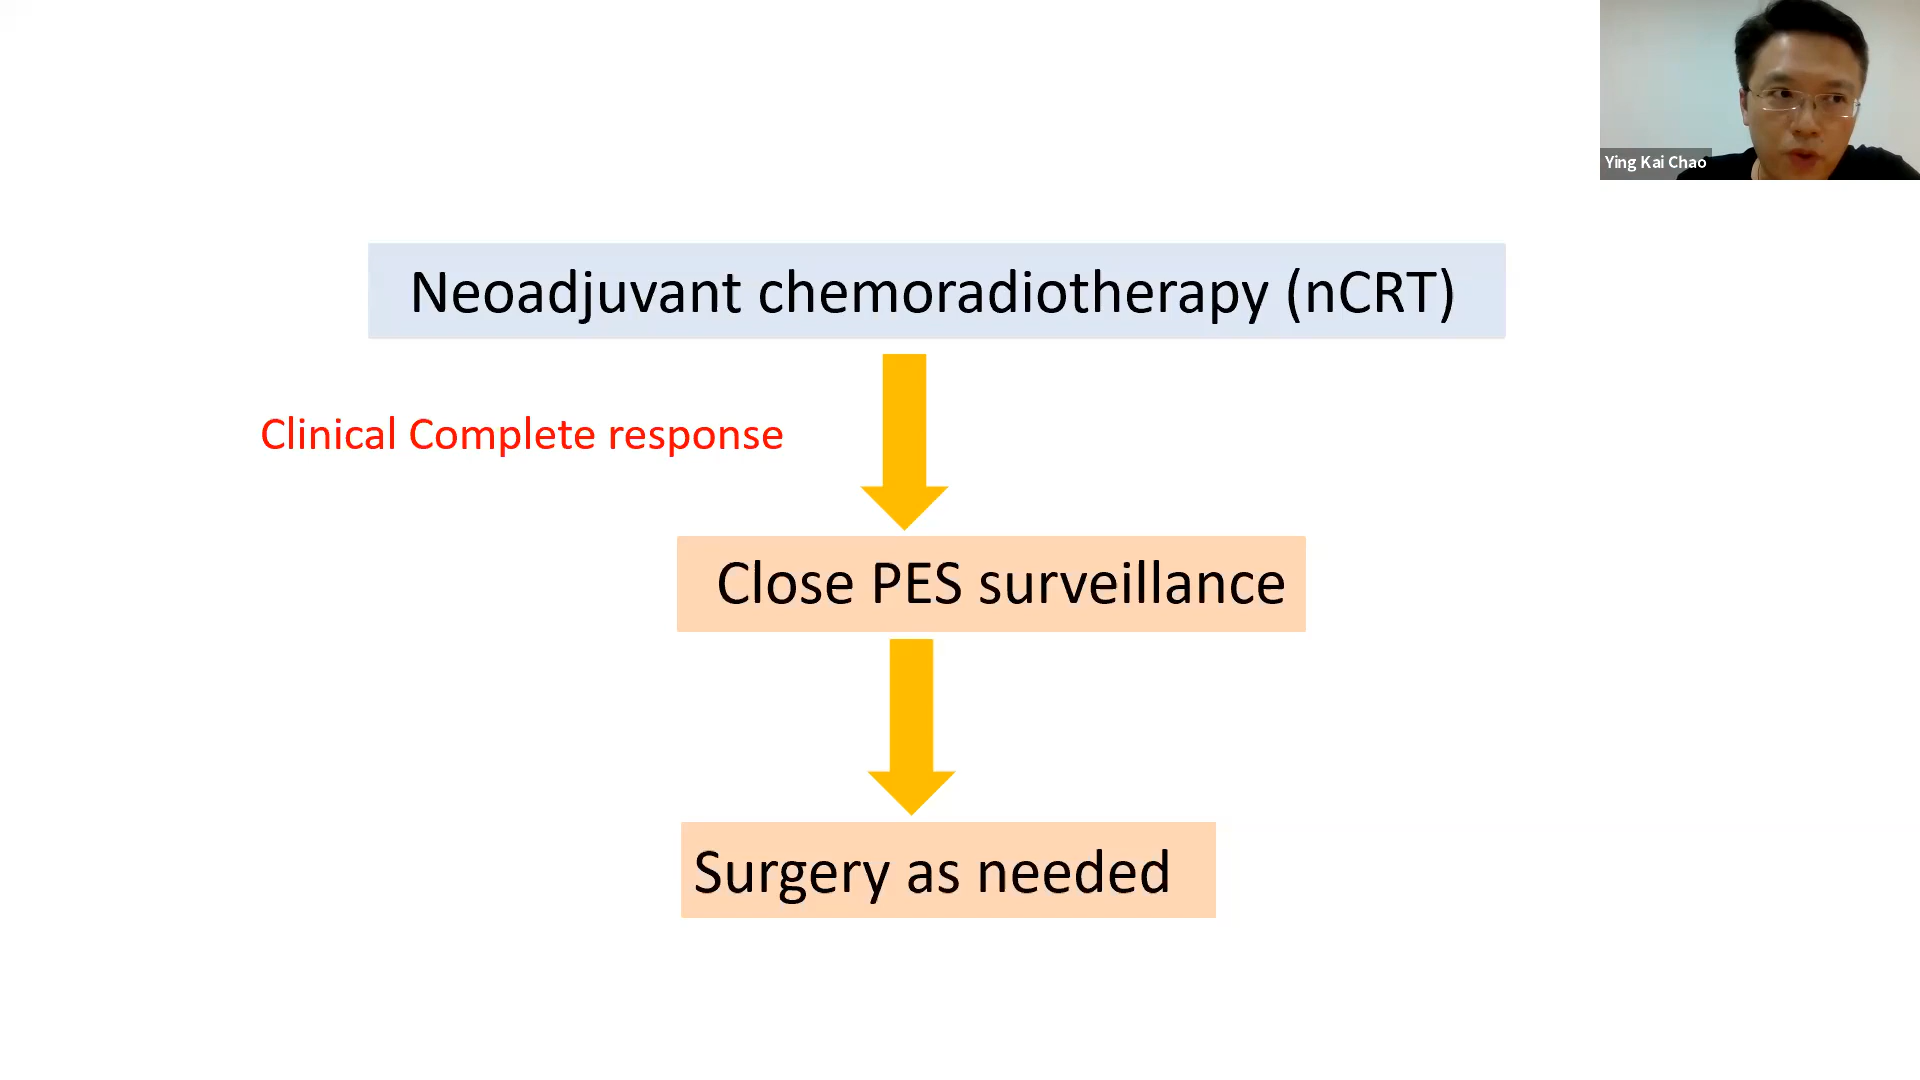 Ying Kai Chao
Neoadjuvant chemoradiotherapy (nCRT)
Clinical Complete response
Close PES surveillance
Surgery as needed